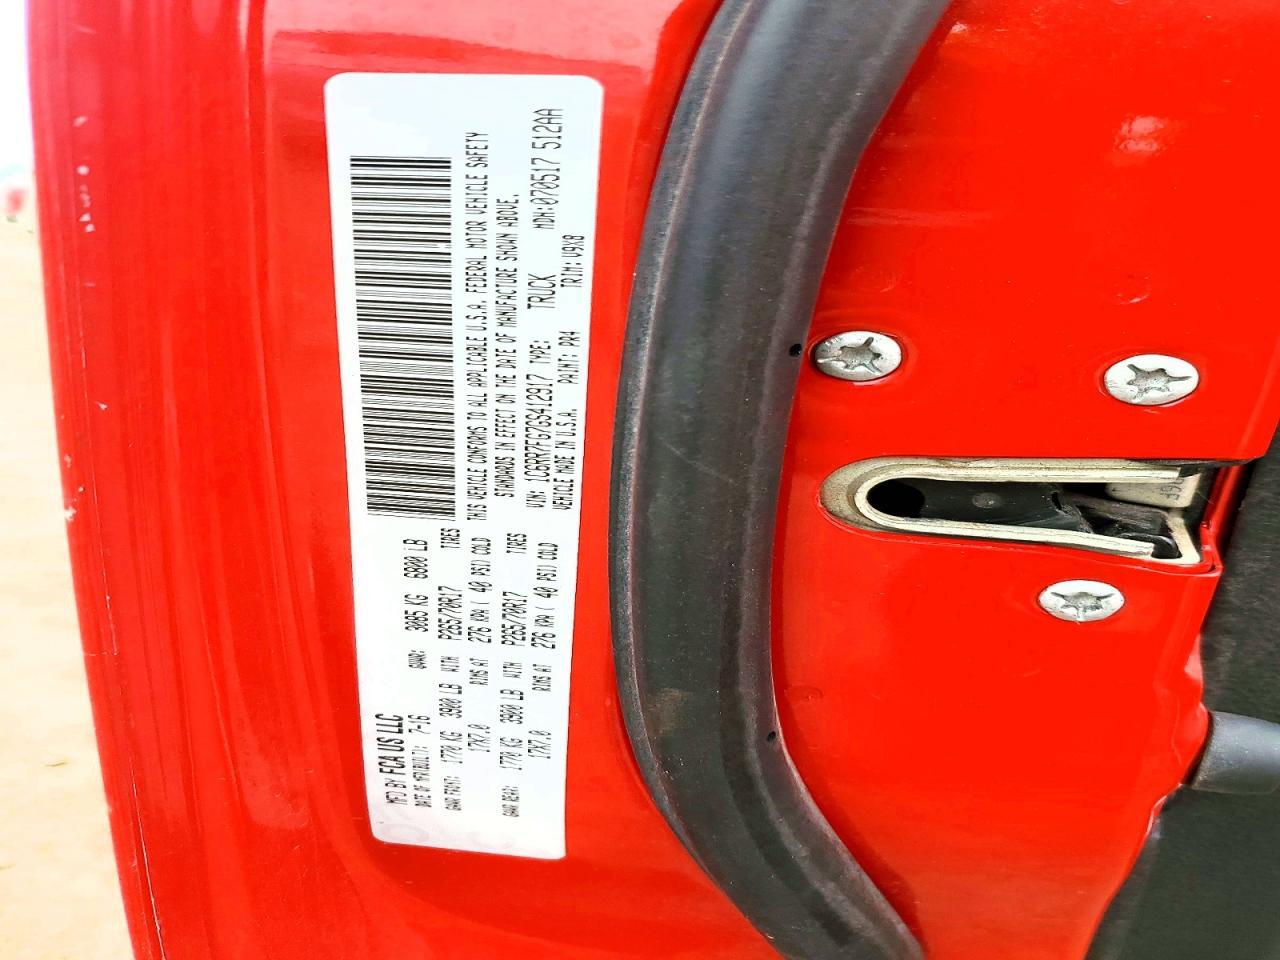 MFD BY FCA US LLC
DATE OF MFR(BUILT): 7-16 GVWR: 3085 KG 6800 LB
GAWR FRONT: 1770 KG 3900 LB WITH P265/70R17 TIRES
17X7.0 RIMS AT 276 KPA ( 40 PSI) COLD
THIS VEHICLE CONFORMS TO ALL APPLICABLE U.S.A. FEDERAL MOTOR VEHICLE SAFETY
STANDARDS IN EFFECT ON THE DATE OF MANUFACTURE SHOWN ABOVE.
GAWR REAR: 1770 KG 3900 LB WITH P265/70R17 TIRES
17X7.0 RIMS AT 276 KPA ( 40 PSI) COLD
VIN: 1C6RR7FG7GS412917 TYPE: TRUCK MDH:070517 512AA
VEHICLE MADE IN U.S.A. PAINT: PR4 TRIM: V9X8